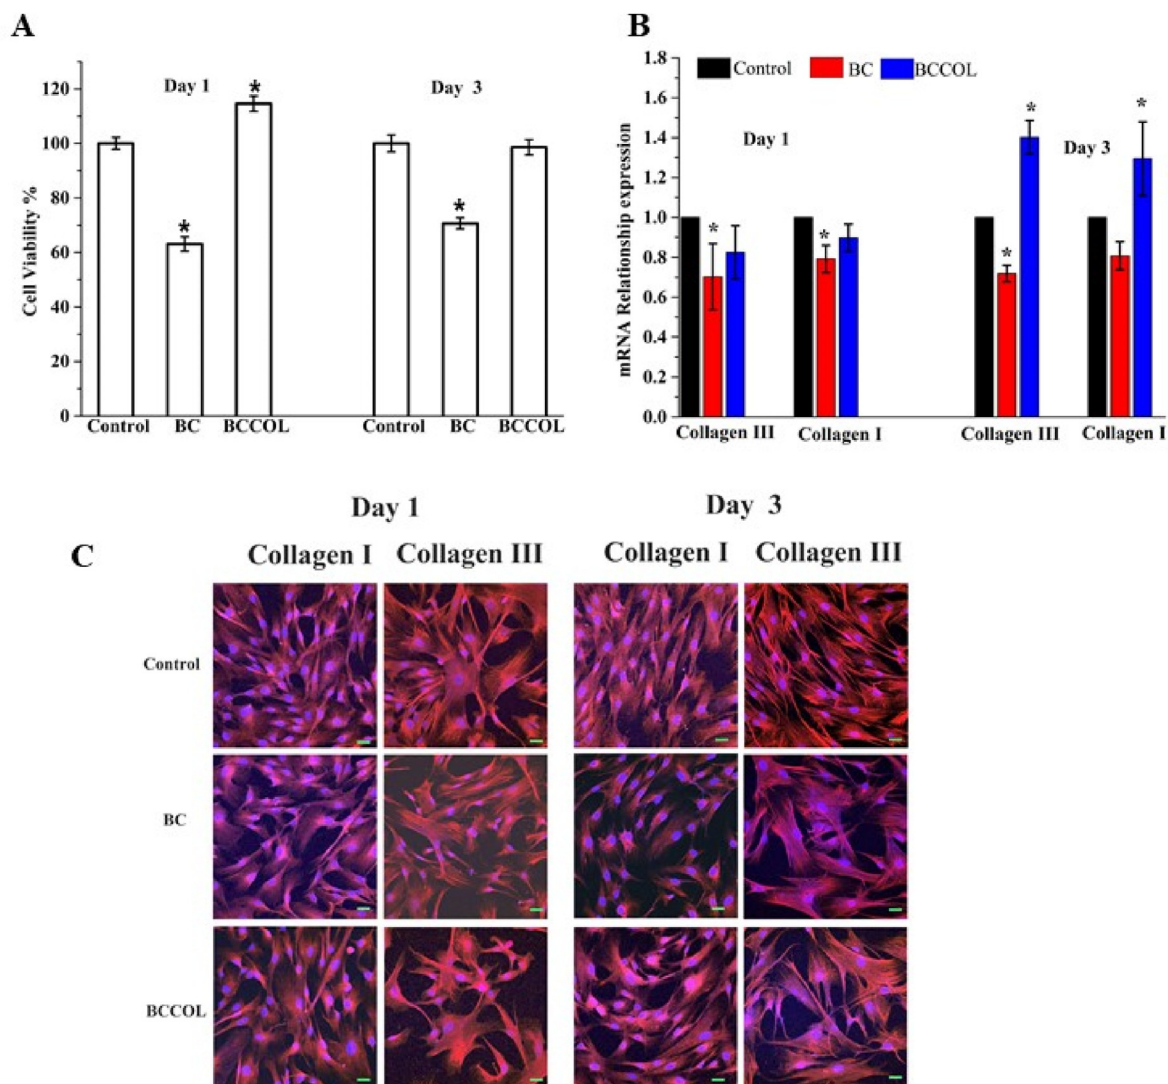 A
Cell Viability %
120
100
80
60
40
20
0
Day 1
Day 3
*
*
*
Control BC BCCOL Control BC BCCOL
B
mRNA Relationship expression
1.8
1.6
1.4
1.2
1.0
0.8
0.6
0.4
0.2
0.0
Control BC BCCOL
Day 1
Day 3
*
*
*
*
*
Collagen III Collagen I Collagen III Collagen I
Day 1 Day 3
C
Collagen I Collagen III Collagen I Collagen III
Control
BC
BCCOL